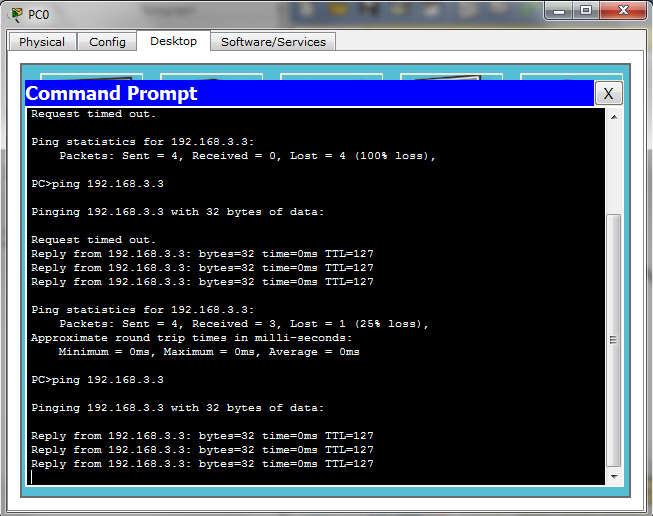 PC0
Physical Config Desktop Software/Services
Command Prompt X
Request timed out.
Ping statistics for 192.168.3.3:
Packets: Sent = 4, Received = 0, Lost = 4 (100% loss),
PC>ping 192.168.3.3
Pinging 192.168.3.3 with 32 bytes of data:
Request timed out.
Reply from 192.168.3.3: bytes=32 time=0ms TTL=127
Reply from 192.168.3.3: bytes=32 time=0ms TTL=127
Reply from 192.168.3.3: bytes=32 time=0ms TTL=127
Ping statistics for 192.168.3.3:
Packets: Sent = 4, Received = 3, Lost = 1 (25% loss),
Approximate round trip times in milli-seconds:
Minimum = 0ms, Maximum = 0ms, Average = 0ms
PC>ping 192.168.3.3
Pinging 192.168.3.3 with 32 bytes of data:
Reply from 192.168.3.3: bytes=32 time=0ms TTL=127
Reply from 192.168.3.3: bytes=32 time=0ms TTL=127
Reply from 192.168.3.3: bytes=32 time=0ms TTL=127